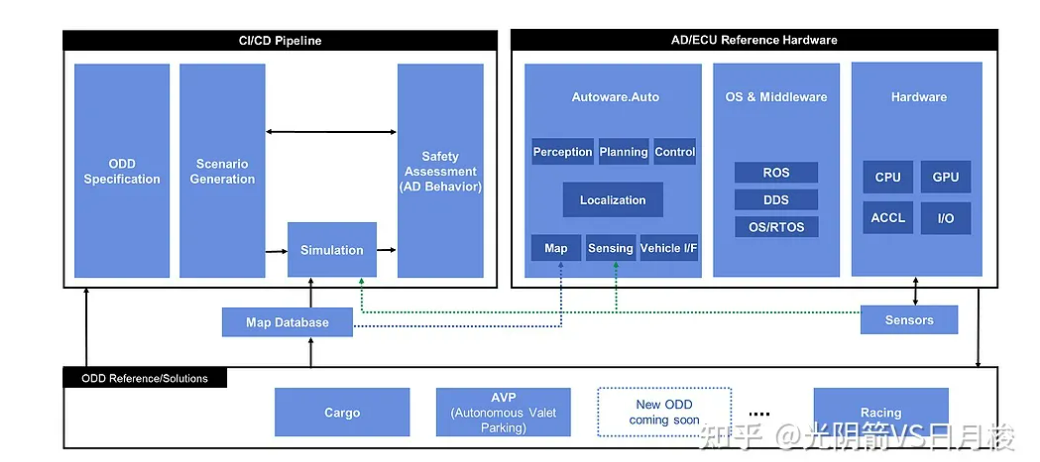 CI/CD Pipeline
ODD
Specification
Scenario
Generation
Safety
Assessment
(AD Behavior)
Simulation
AD/ECU Reference Hardware
Autoware.Auto
Perception
Planning
Control
Localization
Map
Sensing
Vehicle I/F
OS & Middleware
ROS
DDS
OS/RTOS
Hardware
CPU
GPU
ACCL
I/O
Map Database
Sensors
ODD Reference/Solutions
Cargo
AVP
(Autonomous Valet
Parking)
New ODD
coming soon
....
Racing
知乎 @光阴箭VS日月梭